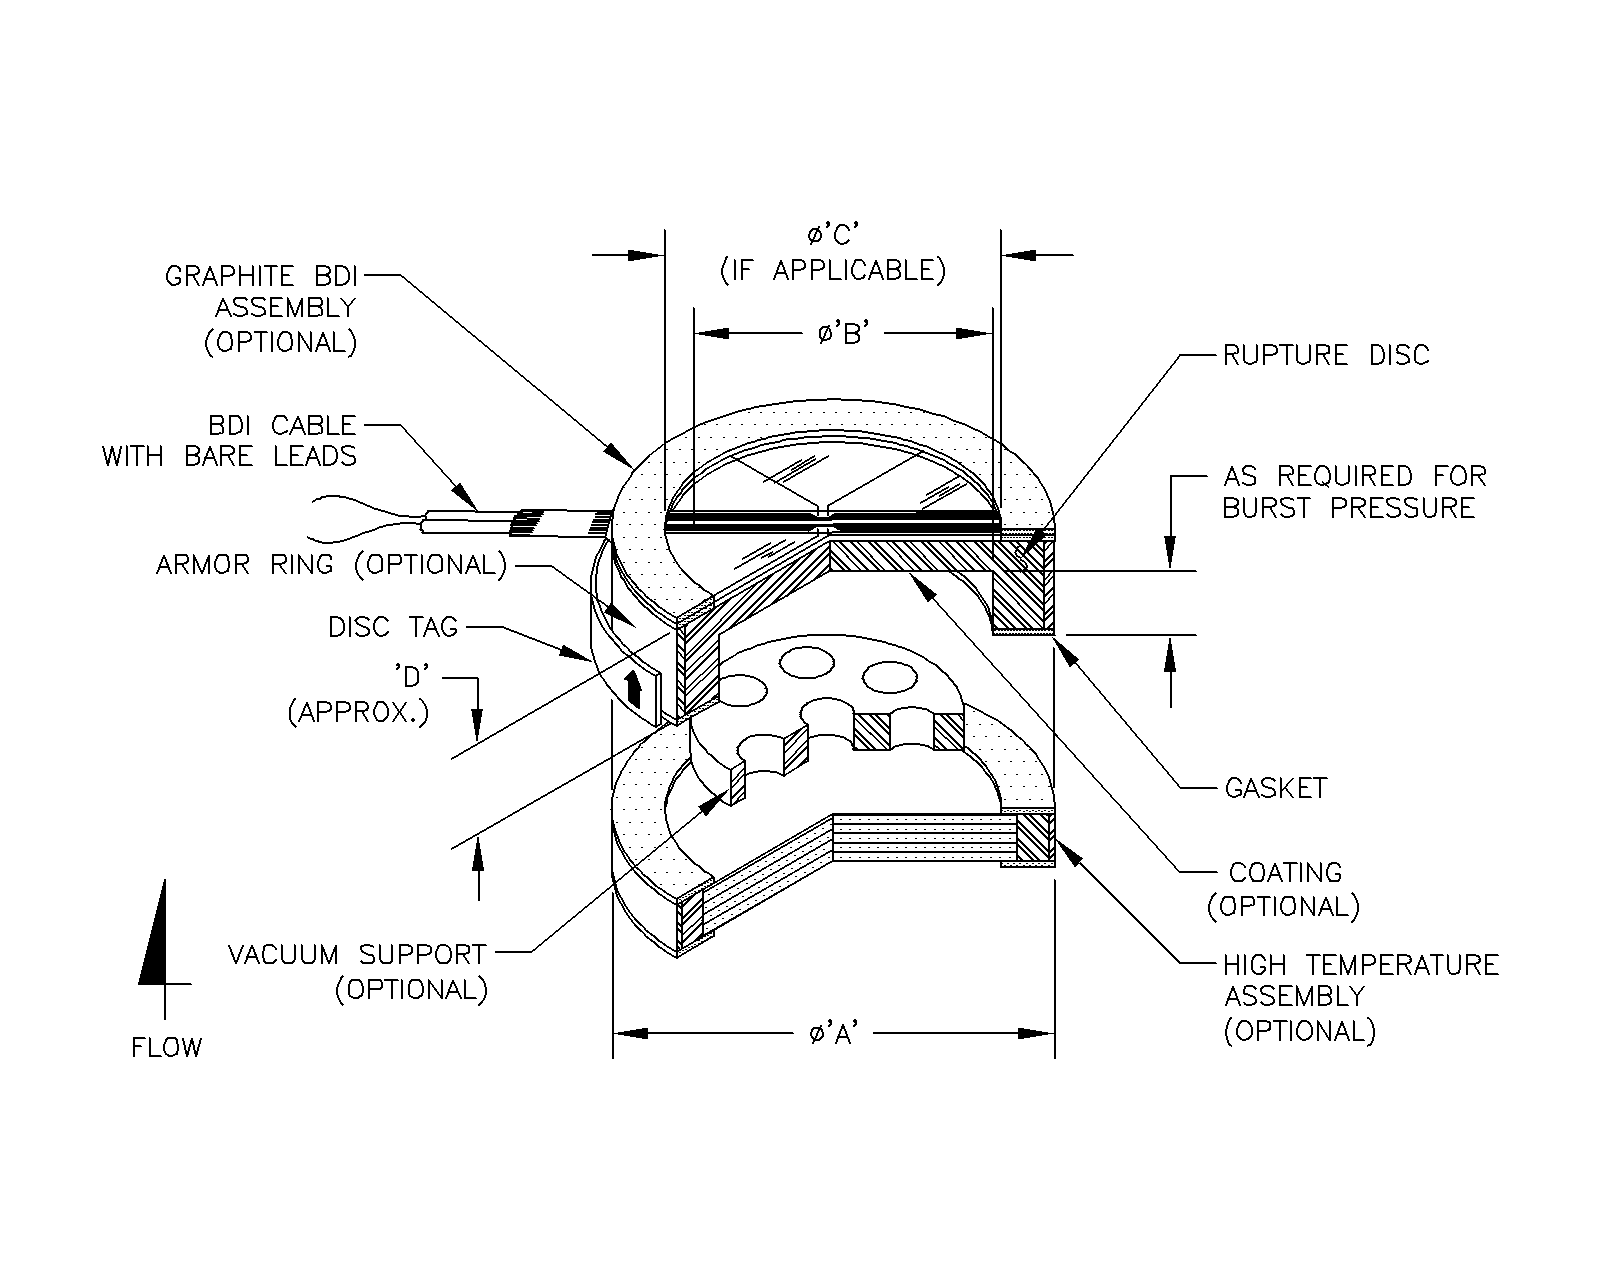 ø'C'
(IF APPLICABLE)
ø'B'
GRAPHITE BDI
ASSEMBLY
(OPTIONAL)
RUPTURE DISC
BDI CABLE
WITH BARE LEADS
AS REQUIRED FOR
BURST PRESSURE
ARMOR RING (OPTIONAL)
DISC TAG
'D'
(APPROX.)
GASKET
COATING
(OPTIONAL)
VACUUM SUPPORT
(OPTIONAL)
HIGH TEMPERATURE
ASSEMBLY
(OPTIONAL)
ø'A'
FLOW